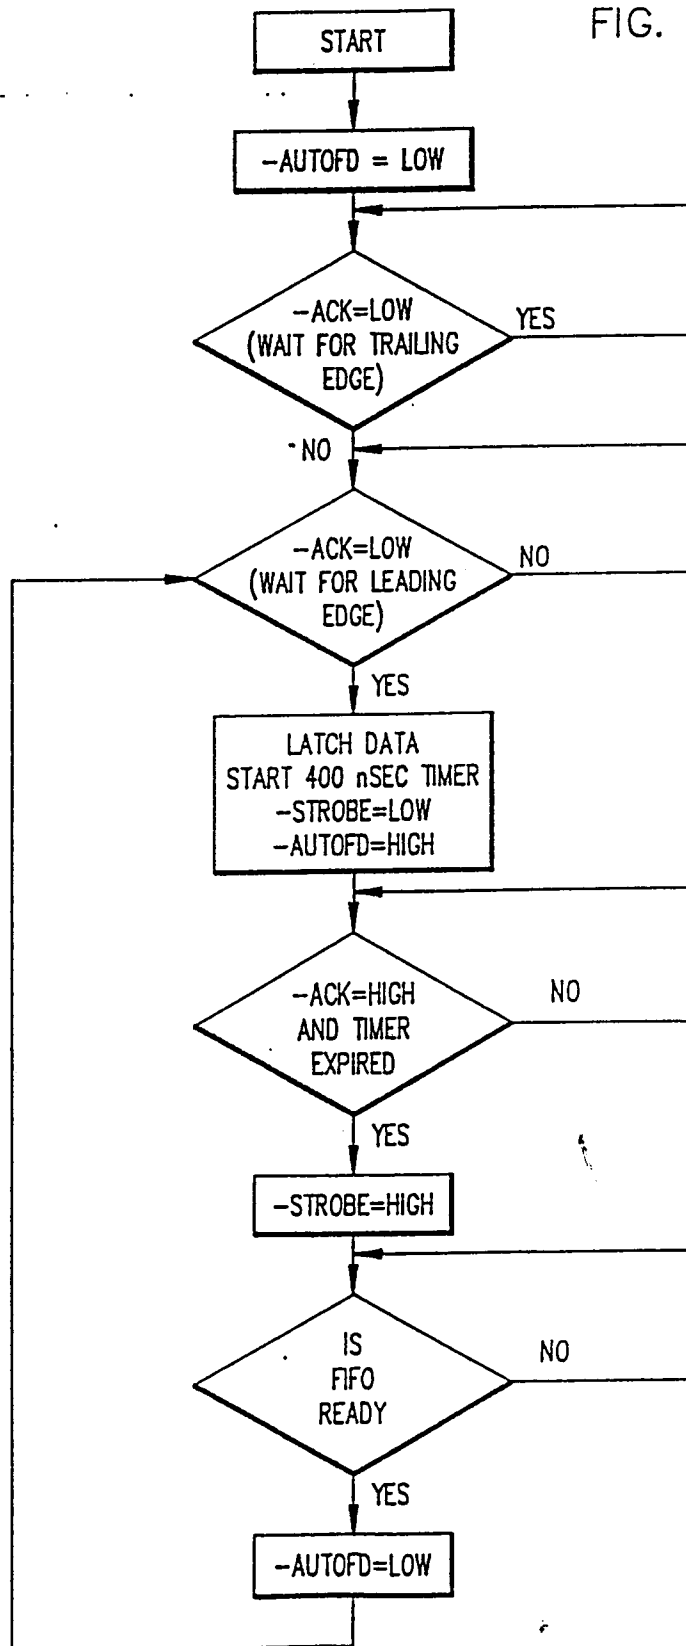 FIG.
START
-AUTOFD = LOW
-ACK=LOW
(WAIT FOR TRAILING
EDGE)
YES
NO
-ACK=LOW
(WAIT FOR LEADING
EDGE)
NO
YES
LATCH DATA
START 400 nSEC TIMER
-STROBE=LOW
-AUTOFD=HIGH
-ACK=HIGH
AND TIMER
EXPIRED
NO
YES
-STROBE=HIGH
IS
FIFO
READY
NO
YES
-AUTOFD=LOW